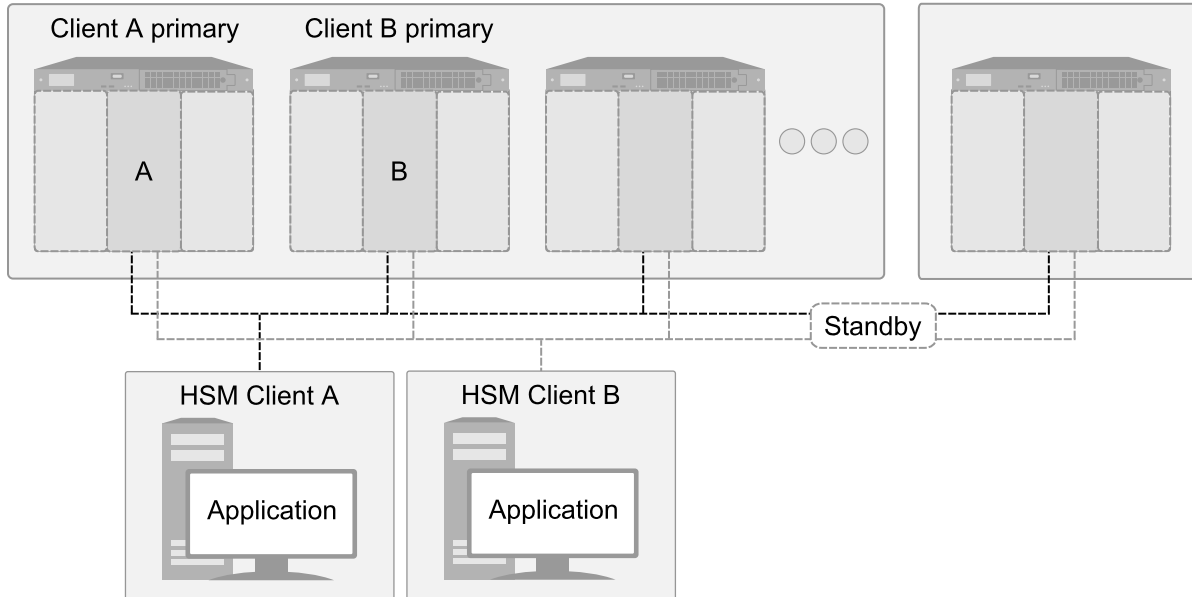 Client A primary
Client B primary
A
B
Standby
HSM Client A
HSM Client B
Application
Application